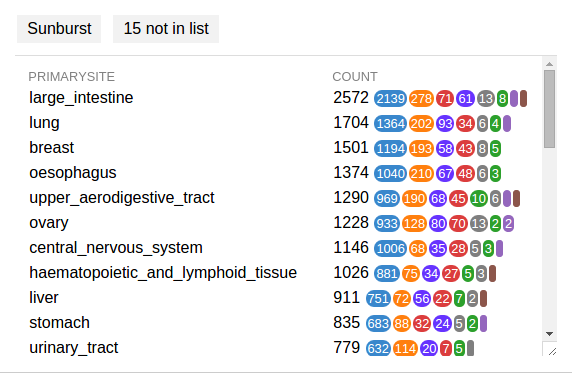 Sunburst 15 not in list
PRIMARYSITE COUNT
large_intestine 2572 2139 278 71 61 13 8
lung 1704 1364 202 93 34 6 4
breast 1501 1194 193 58 43 8 5
oesophagus 1374 1040 210 67 48 6 3
upper_aerodigestive_tract 1290 969 190 68 45 10 6
ovary 1228 933 128 80 70 13 2 2
central_nervous_system 1146 1006 68 35 28 5 3
haematopoietic_and_lymphoid_tissue 1026 881 75 34 27 5 3
liver 911 751 72 56 22 7 2
stomach 835 683 88 32 24 5 2
urinary_tract 779 632 114 20 7 5